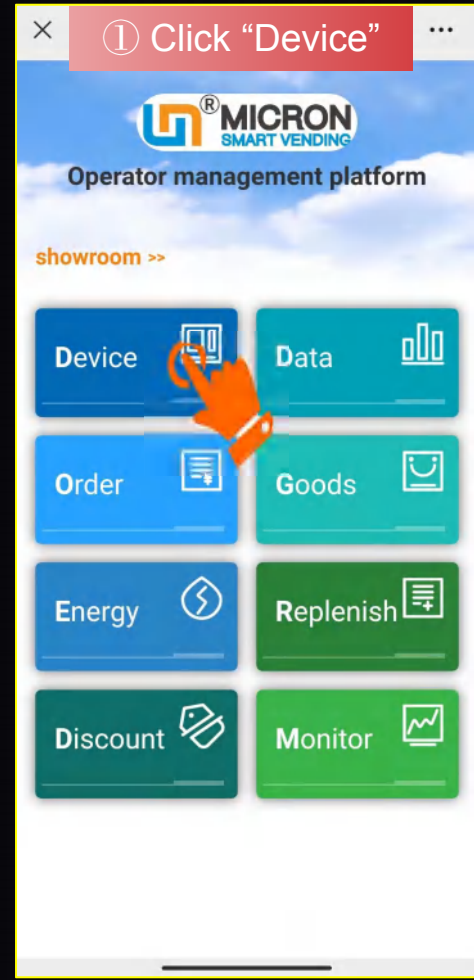 ① Click “Device”
®
MICRON
SMART VENDING
Operator management platform
showroom >>
Device
Data
Order
Goods
Energy
Replenish
Discount
Monitor